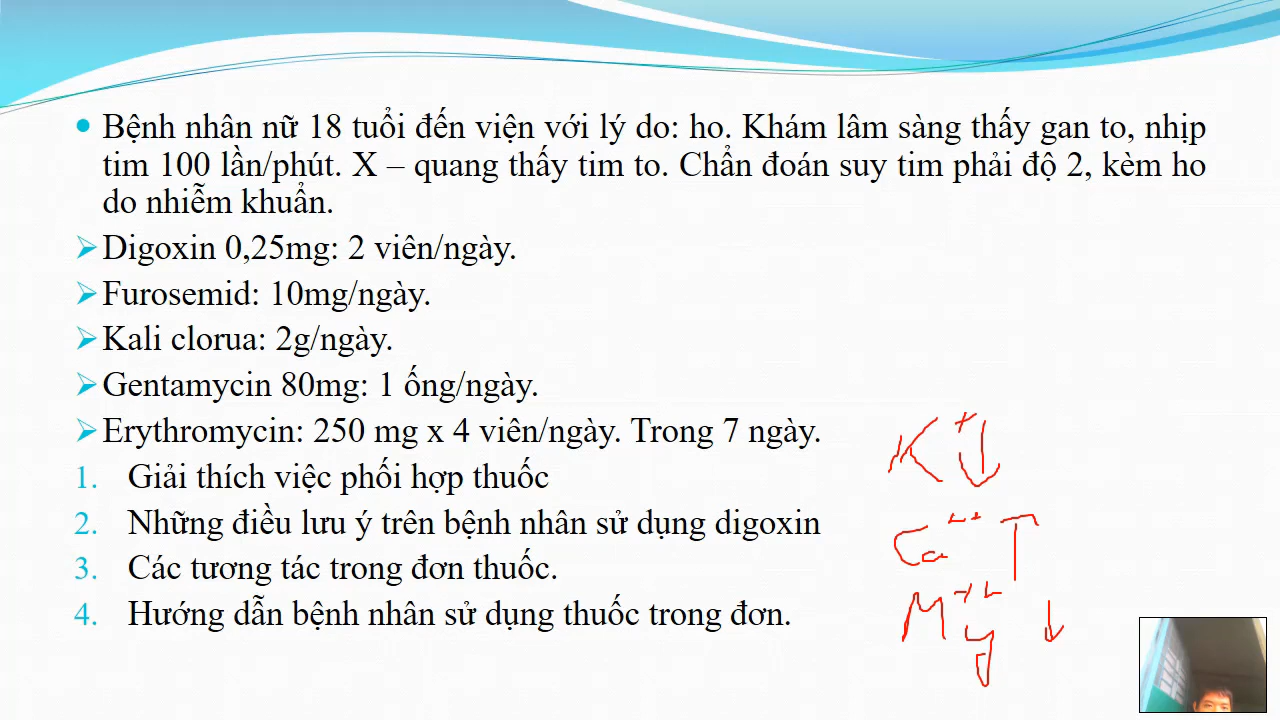 Bệnh nhân nữ 18 tuổi đến viện với lý do: ho. Khám lâm sàng thấy gan to, nhịp
tim 100 lần/phút. X – quang thấy tim to. Chẩn đoán suy tim phải độ 2, kèm ho
do nhiễm khuẩn.
Digoxin 0,25mg: 2 viên/ngày.
Furosemid: 10mg/ngày.
Kali clorua: 2g/ngày.
Gentamycin 80mg: 1 ống/ngày.
Erythromycin: 250 mg x 4 viên/ngày. Trong 7 ngày.
1. Giải thích việc phối hợp thuốc
2. Những điều lưu ý trên bệnh nhân sử dụng digoxin
3. Các tương tác trong đơn thuốc.
4. Hướng dẫn bệnh nhân sử dụng thuốc trong đơn.
K+ ↓
Ca++ ↑
Mg++ ↓